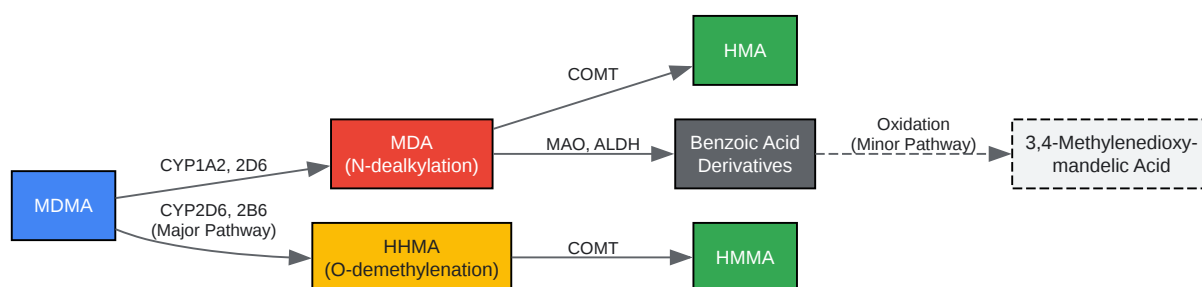 HMA
COMT
MDA
(N-dealkylation)
MAO, ALDH
Benzoic Acid
Derivatives
Oxidation
(Minor Pathway)
3,4-Methylenedioxy-
mandelic Acid
CYP1A2, 2D6
MDMA
CYP2D6, 2B6
(Major Pathway)
HHMA
(O-demethylenation)
COMT
HMMA